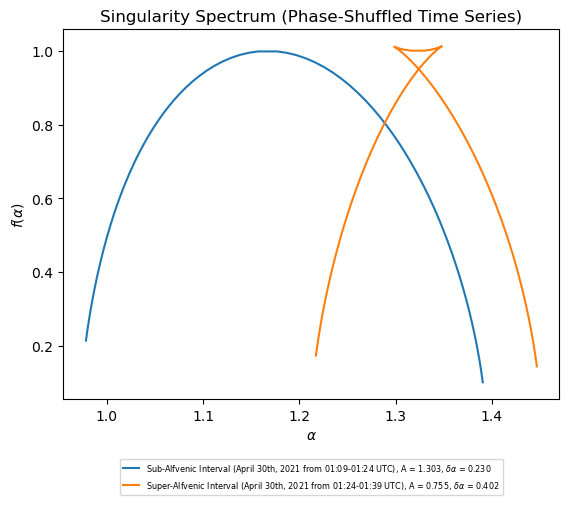 Singularity Spectrum (Phase-Shuffled Time Series)
1.0
0.8
0.6
0.4
0.2
f(α)
1.0 1.1 1.2 1.3 1.4
α
Sub-Alfvenic Interval (April 30th, 2021 from 01:09-01:24 UTC), A = 1.303, δα = 0.230
Super-Alfvenic Interval (April 30th, 2021 from 01:24-01:39 UTC), A = 0.755, δα = 0.402